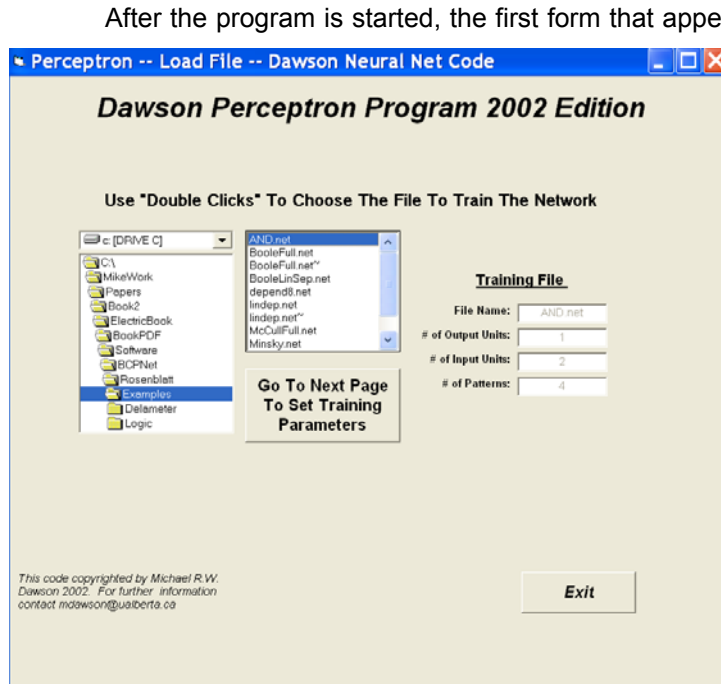 After the program is started, the first form that appe
Perceptron -- Load File -- Dawson Neural Net Code
Dawson Perceptron Program 2002 Edition
Use "Double Clicks" To Choose The File To Train The Network
c: [DRIVE C]
C:\
MikeWork
Papers
Book2
ElectricBook
BookPDF
Software
BCPNet
Rosenblatt
Examples
Delameter
Logic
AND.net
BooleFull.net
BooleFull.net~
BooleLinSep.net
depend8.net
lindep.net
lindep.net~
McCullFull.net
Minsky.net
Go To Next Page
To Set Training
Parameters
Training File
File Name: AND.net
# of Output Units: 1
# of Input Units: 2
# of Patterns: 4
This code copyrighted by Michael R.W.
Dawson 2002. For further information
contact mdawson@ualberta.ca
Exit